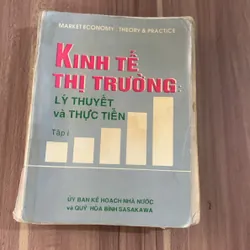 MARKET ECONOMY: THEORY & PRACTICE
KINH TẾ
THỊ TRƯỜNG:
LÝ THUYẾT
và THỰC TIỄN
Tập I
ỦY BAN KẾ HOẠCH NHÀ NƯỚC
và QUỸ HÒA BÌNH SASAKAWA